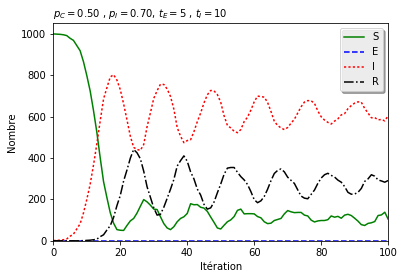 p_C = 0.50 , p_I = 0.70, t_E = 5 , t_I = 10
1000
800
600
400
200
0
Nombre
S
E
I
R
0 20 40 60 80 100
Iteration